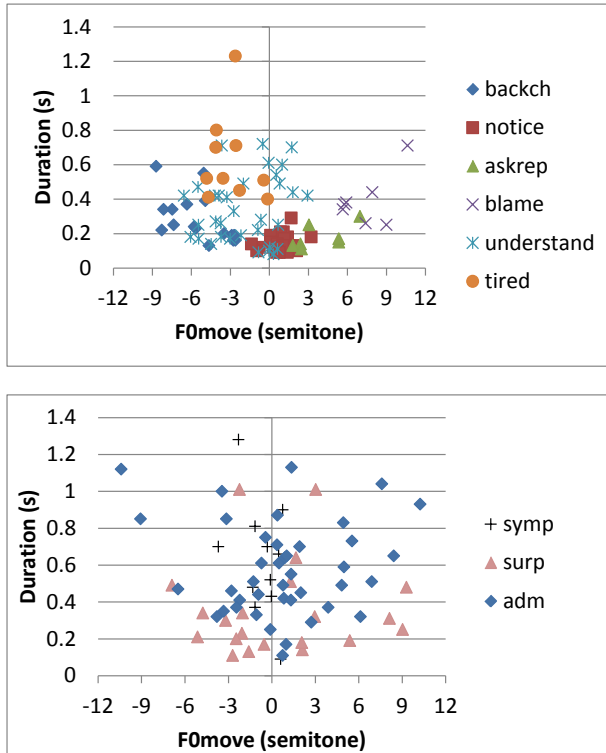 1.4
1.2
1
0.8
0.6
0.4
0.2
0
Duration (s)
-12 -9 -6 -3 0 3 6 9 12
F0move (semitone)
backch
notice
askrep
blame
understand
tired
1.4
1.2
1
0.8
0.6
0.4
0.2
0
Duration (s)
-12 -9 -6 -3 0 3 6 9 12
F0move (semitone)
symp
surp
adm